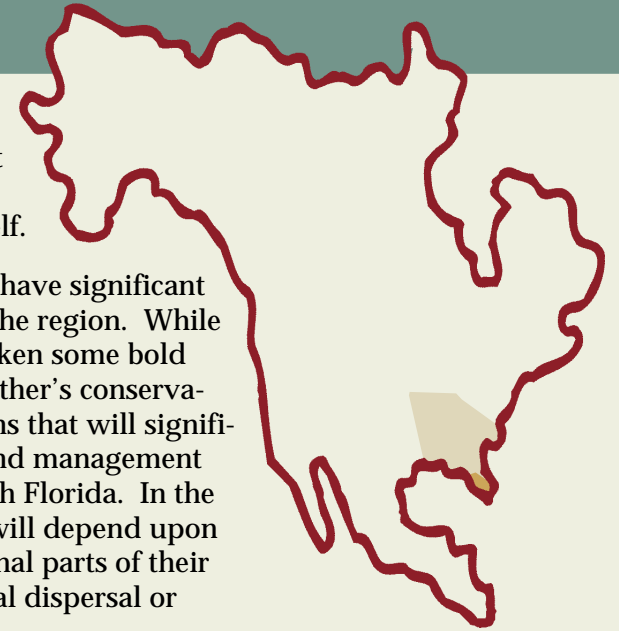 lf.
have significant
he region. While
ken some bold
ther's conserva-
ns that will signifi-
nd management
h Florida. In the
will depend upon
nal parts of their
al dispersal or